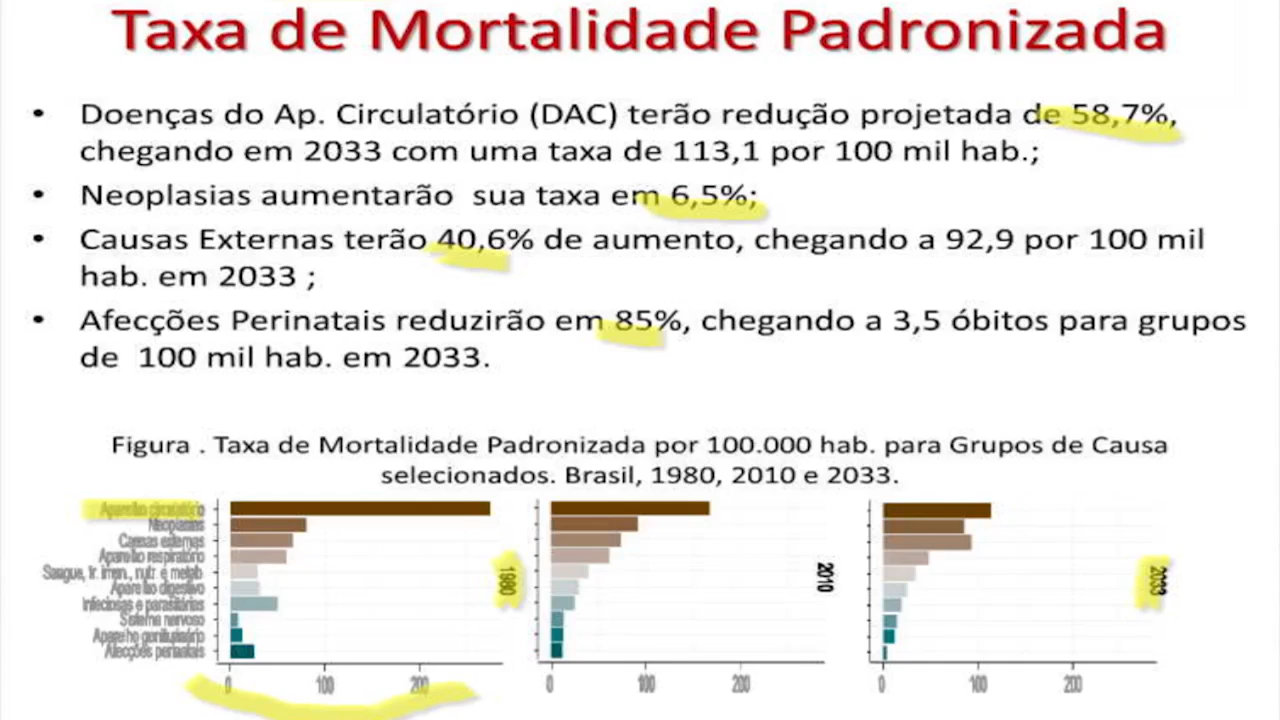 Taxa de Mortalidade Padronizada
• Doenças do Ap. Circulatório (DAC) terão redução projetada de 58,7%,
chegando em 2033 com uma taxa de 113,1 por 100 mil hab.;
• Neoplasias aumentarão sua taxa em 6,5%;
• Causas Externas terão 40,6% de aumento, chegando a 92,9 por 100 mil
hab. em 2033 ;
• Afecções Perinatais reduzirão em 85%, chegando a 3,5 óbitos para grupos
de 100 mil hab. em 2033.
Figura . Taxa de Mortalidade Padronizada por 100.000 hab. para Grupos de Causa
selecionados. Brasil, 1980, 2010 e 2033.
Aparelho circulatório
Neoplasias
Causas externas
Aparelho respiratório
Sangue, tr. imun., nutr. e metab.
Aparelho digestivo
Infeciosas e parasitárias
Sistema nervoso
Aparelho geniturinário
Afecções perinatais
1980
2010
2033
0 100 200
0 100 200
0 100 200